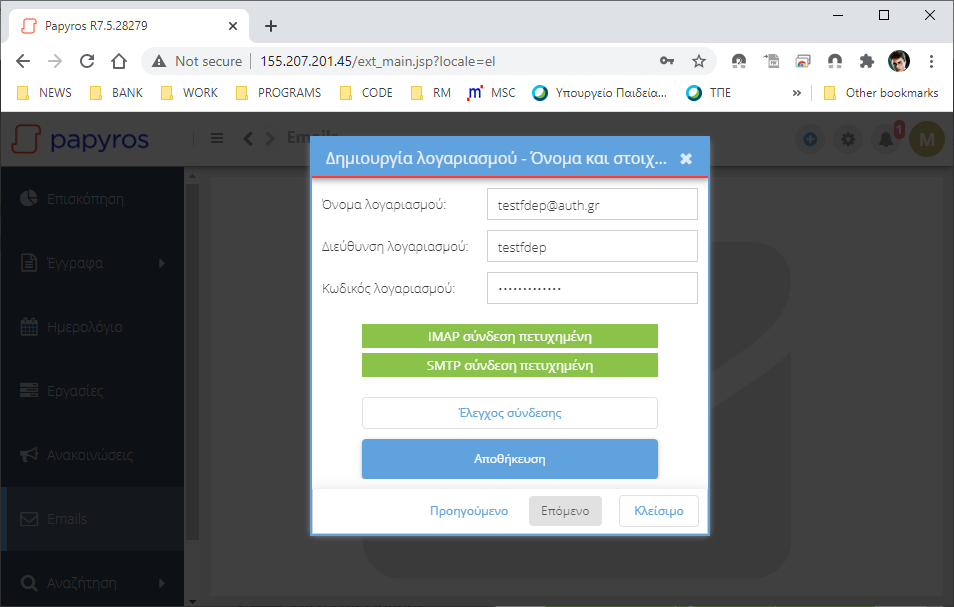 Papyros R7.5.28279
Not secure | 155.207.201.45/ext_main.jsp?locale=el
NEWS BANK WORK PROGRAMS CODE RM MSC Υπουργείο Παιδεία... ΤΠΕ » Other bookmarks
papyros Emails 1 M
Δημιουργία λογαριασμού - Όνομα και στοιχ...
Επισκόπηση
Έγγραφα
Ημερολόγιο
Εργασίες
Ανακοινώσεις
Emails
Αναζήτηση
Όνομα λογαριασμού: testfdep@auth.gr
Διεύθυνση λογαριασμού: testfdep
Κωδικός λογαριασμού: •••••••••••••
IMAP σύνδεση πετυχημένη
SMTP σύνδεση πετυχημένη
Έλεγχος σύνδεσης
Αποθήκευση
Προηγούμενο Επόμενο Κλείσιμο